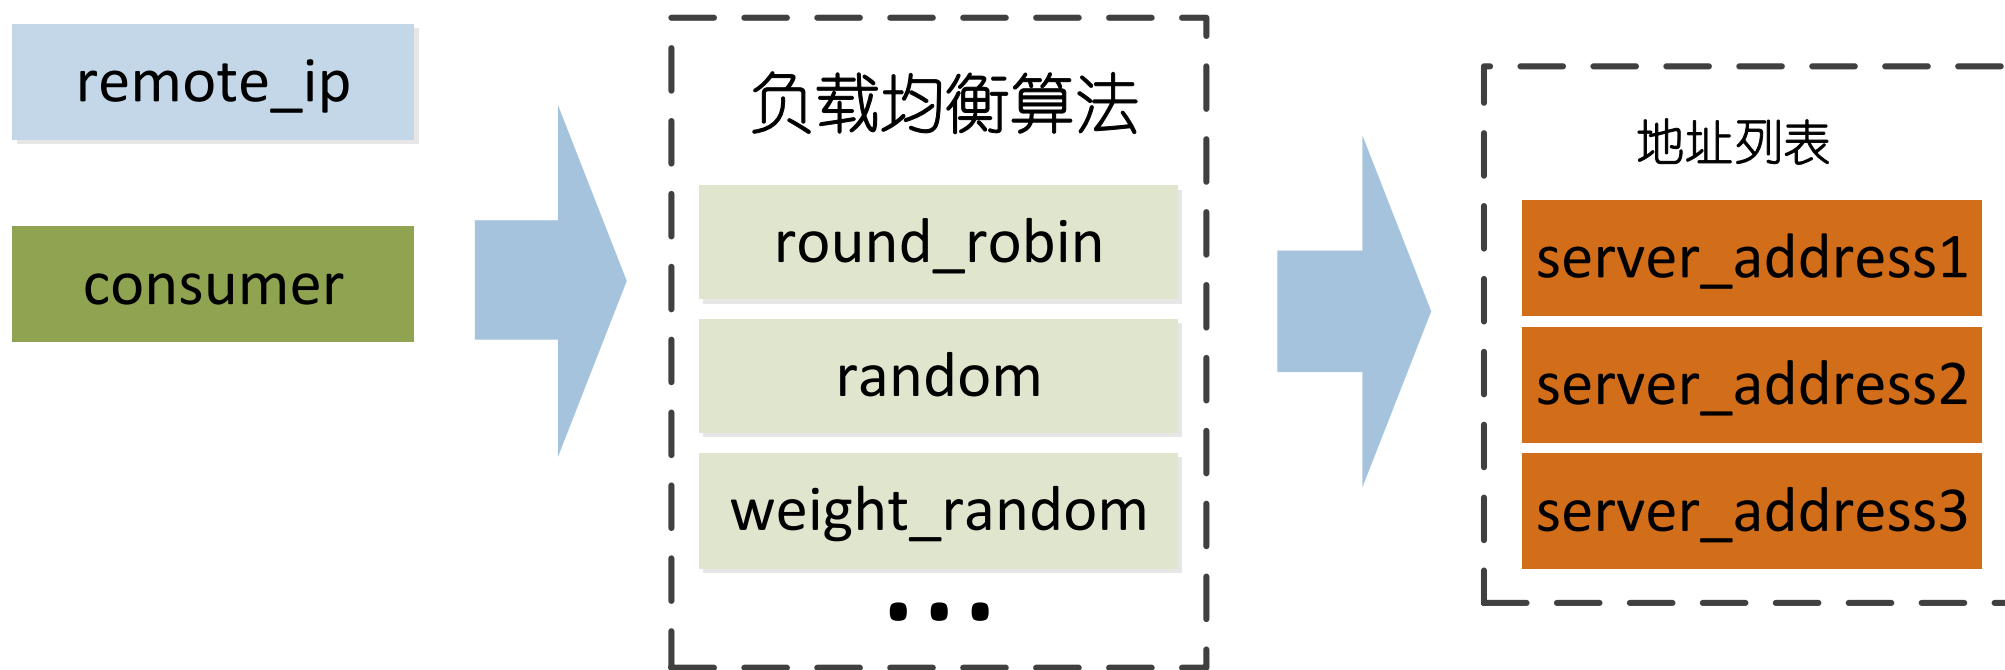 remote_ip
consumer
负载均衡算法
round_robin
random
weight_random
...
地址列表
server_address1
server_address2
server_address3